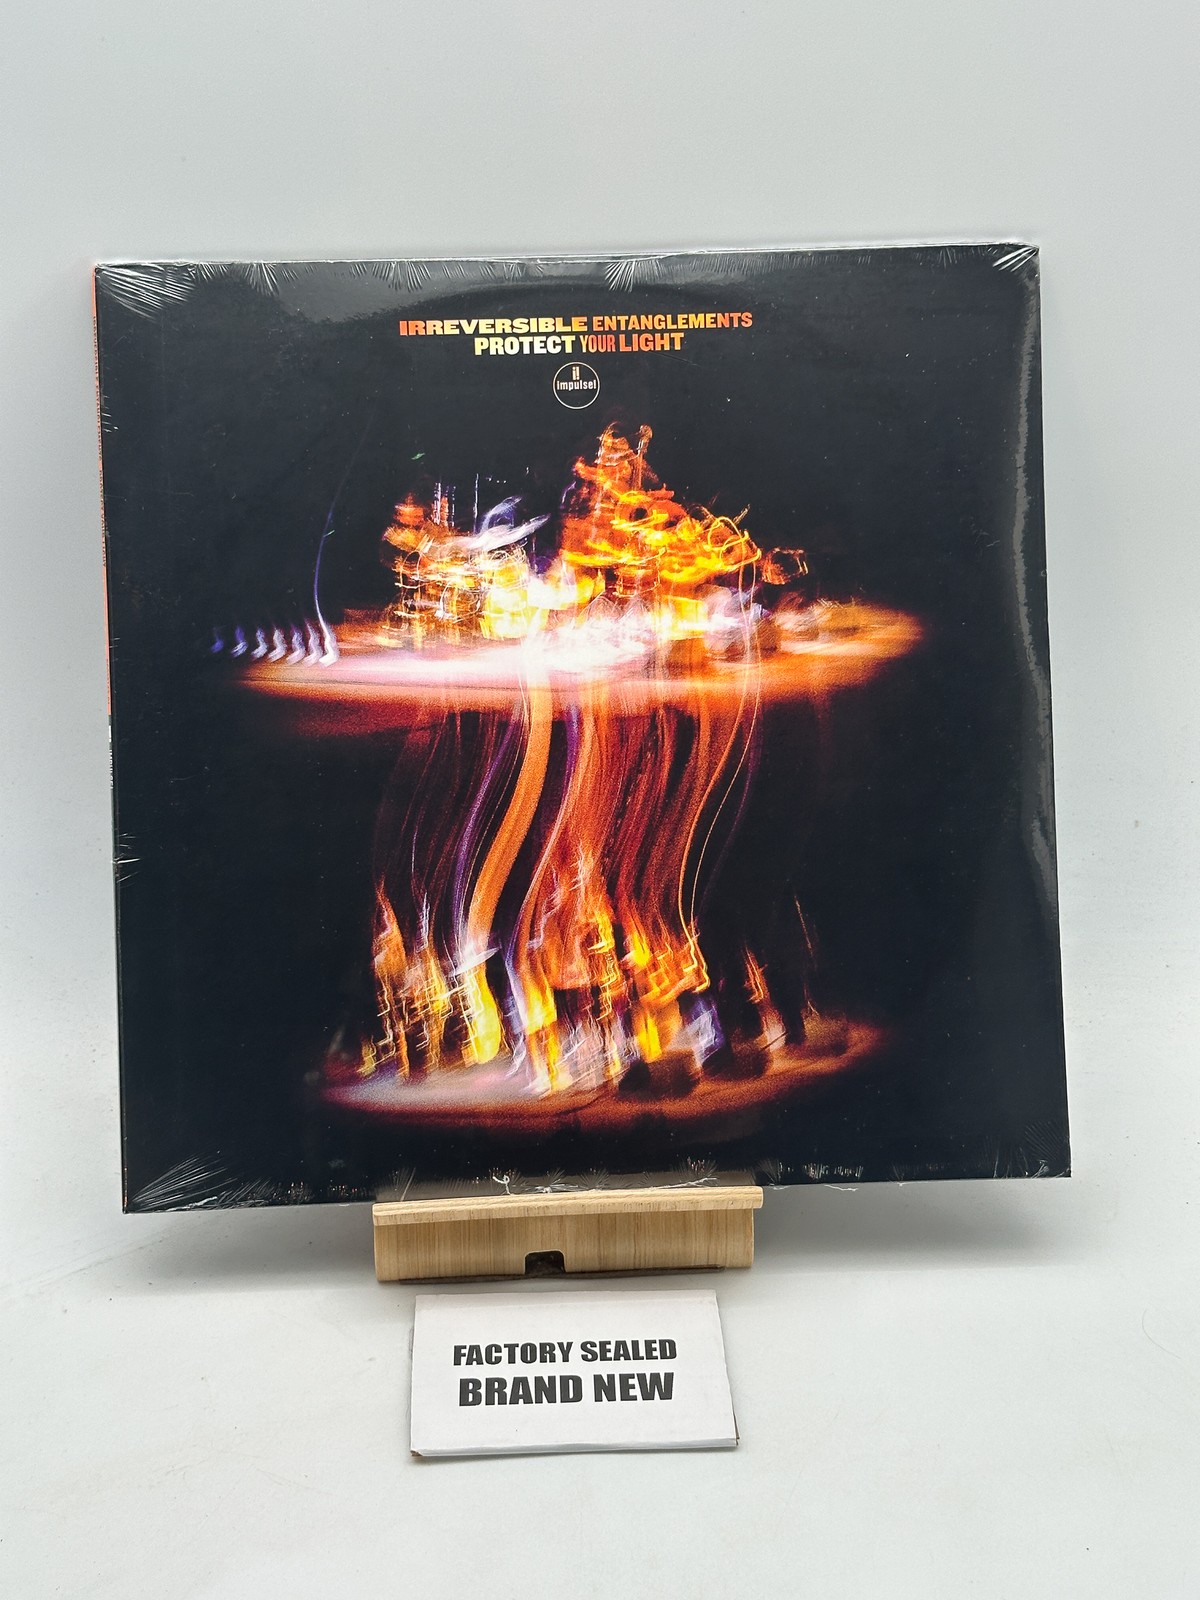 IRREVERSIBLE ENTANGLEMENTS
PROTECT YOUR LIGHT
i!
impulse!
FACTORY SEALED
BRAND NEW